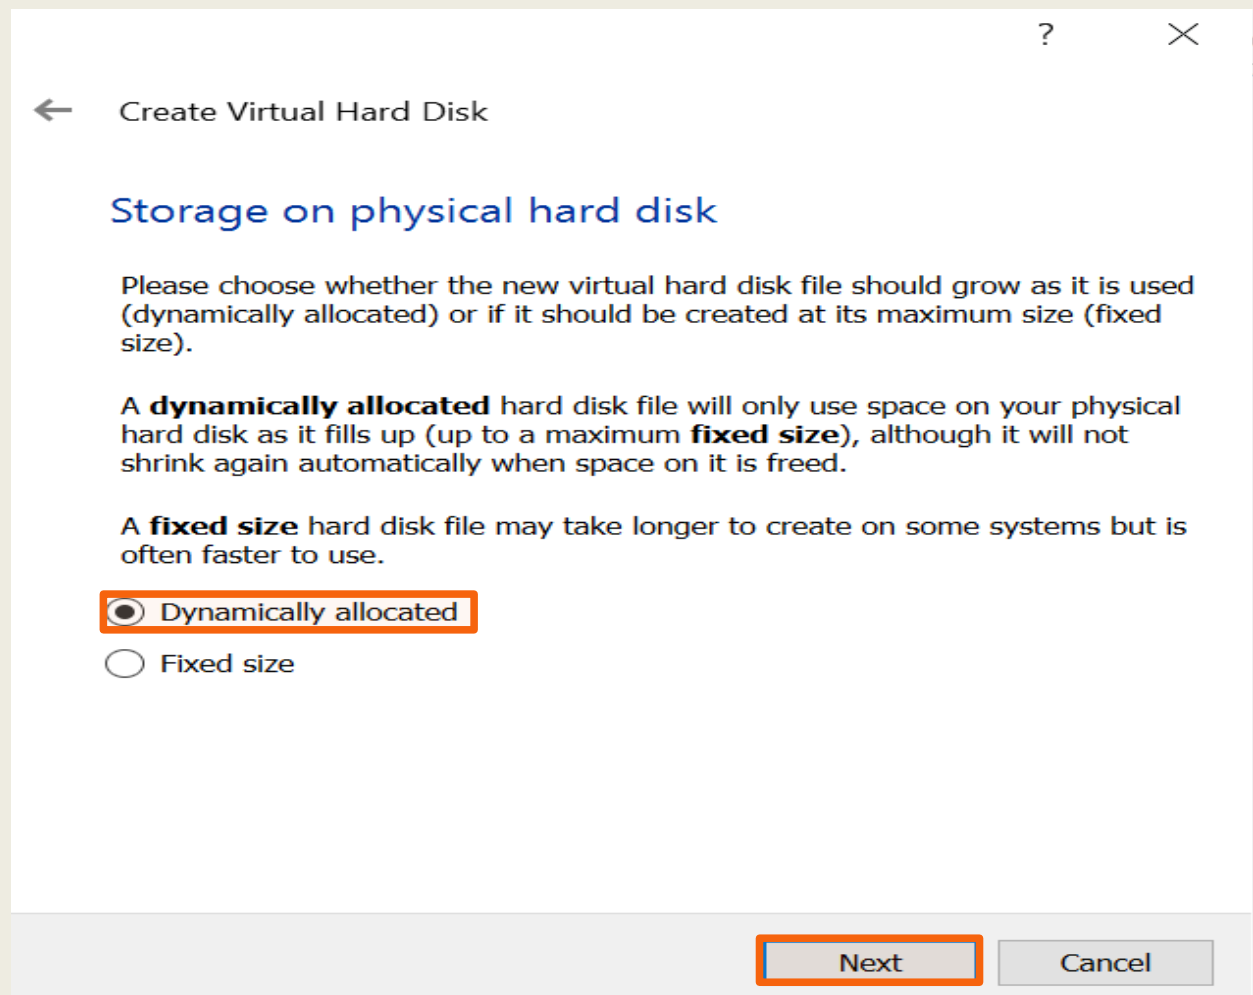 ?
Create Virtual Hard Disk
Storage on physical hard disk
Please choose whether the new virtual hard disk file should grow as it is used
(dynamically allocated) or if it should be created at its maximum size (fixed
size).
A dynamically allocated hard disk file will only use space on your physical
hard disk as it fills up (up to a maximum fixed size), although it will not
shrink again automatically when space on it is freed.
A fixed size hard disk file may take longer to create on some systems but is
often faster to use.
Dynamically allocated
Fixed size
Next Cancel